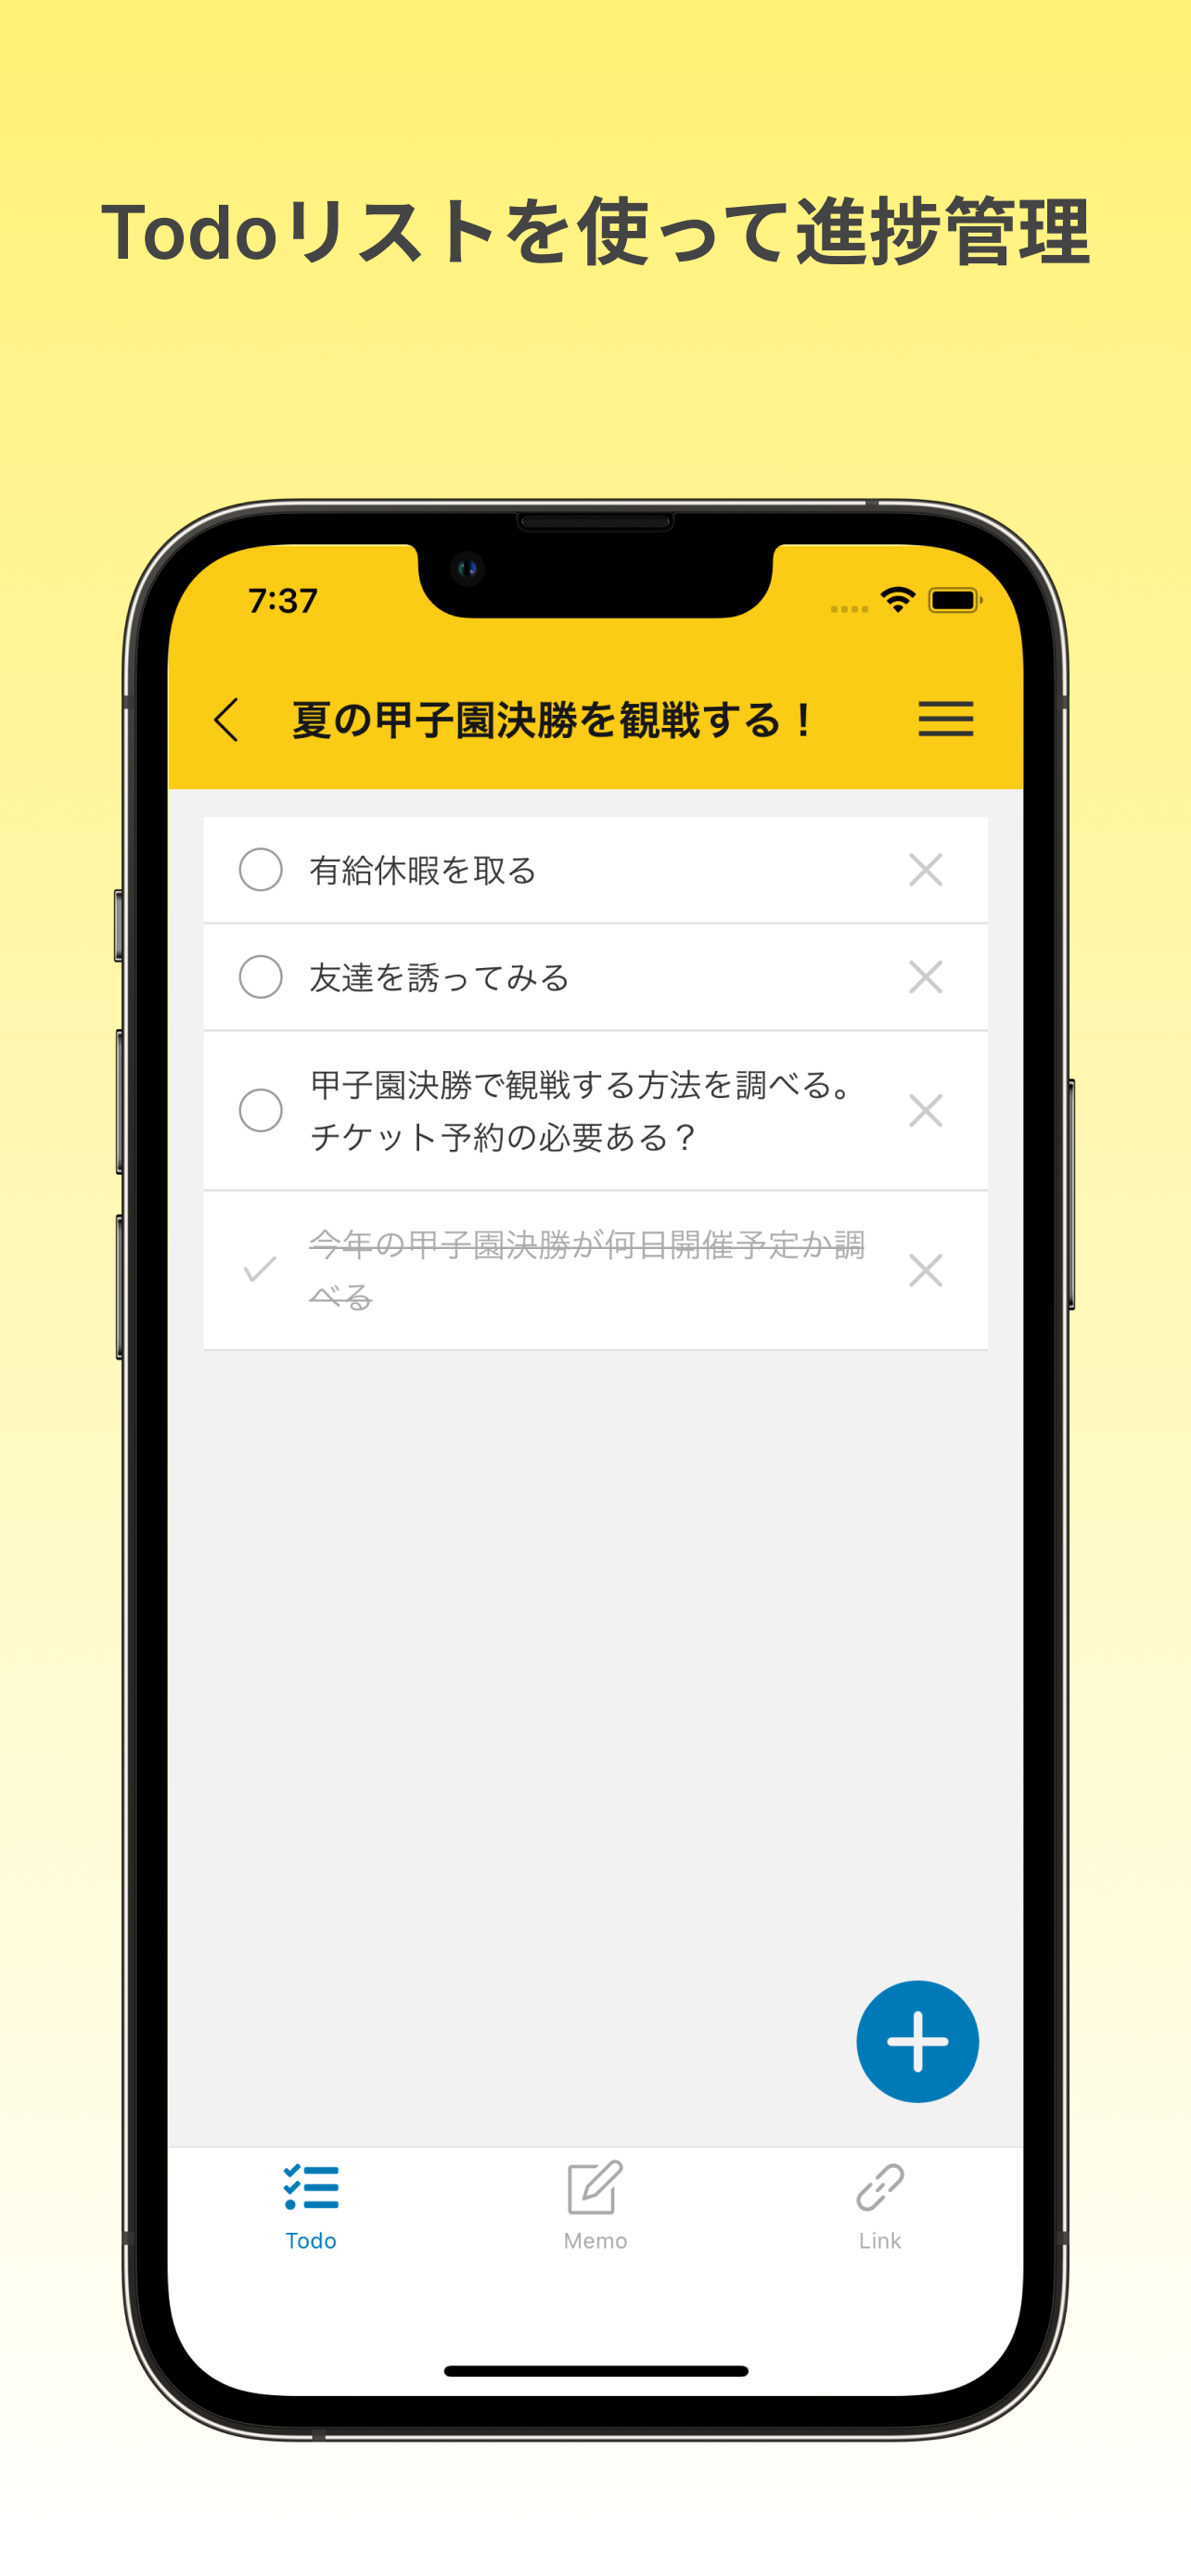 Todoリストを使って進捗管理
7:37
夏の甲子園決勝を観戦する！
有給休暇を取る
友達を誘ってみる
甲子園決勝で観戦する方法を調べる。
チケット予約の必要ある？
今年の甲子園決勝が何日開催予定か調
べる
Todo
Memo
Link